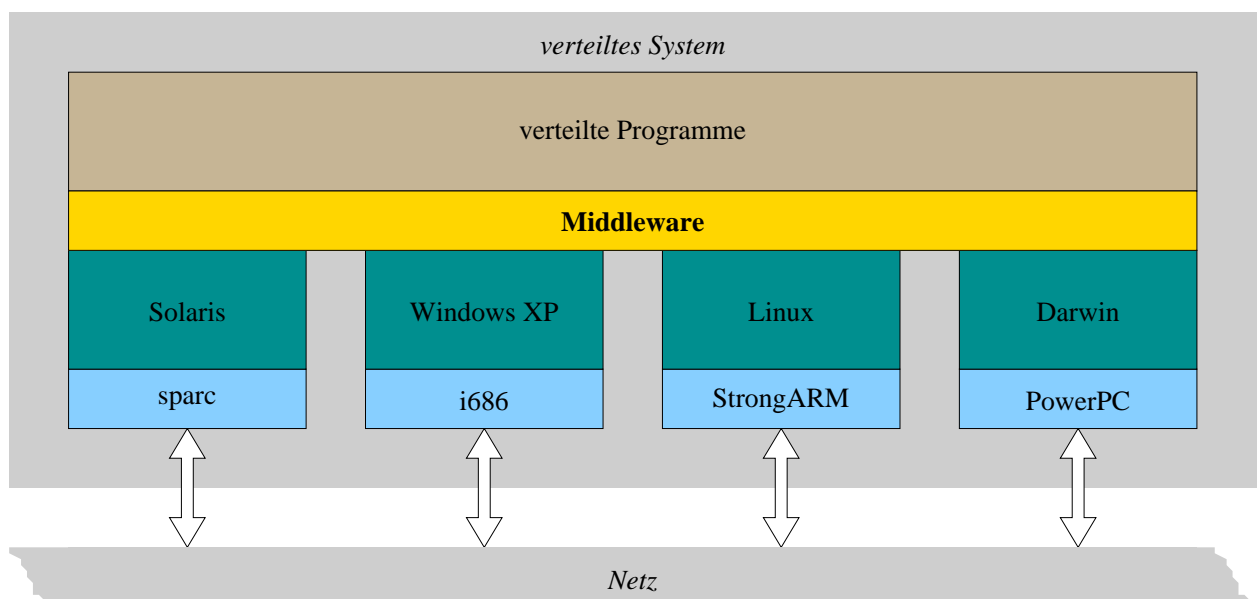 verteiltes System
verteilte Programme
Middleware
Solaris
Windows XP
Linux
Darwin
sparc
i686
StrongARM
PowerPC
Netz